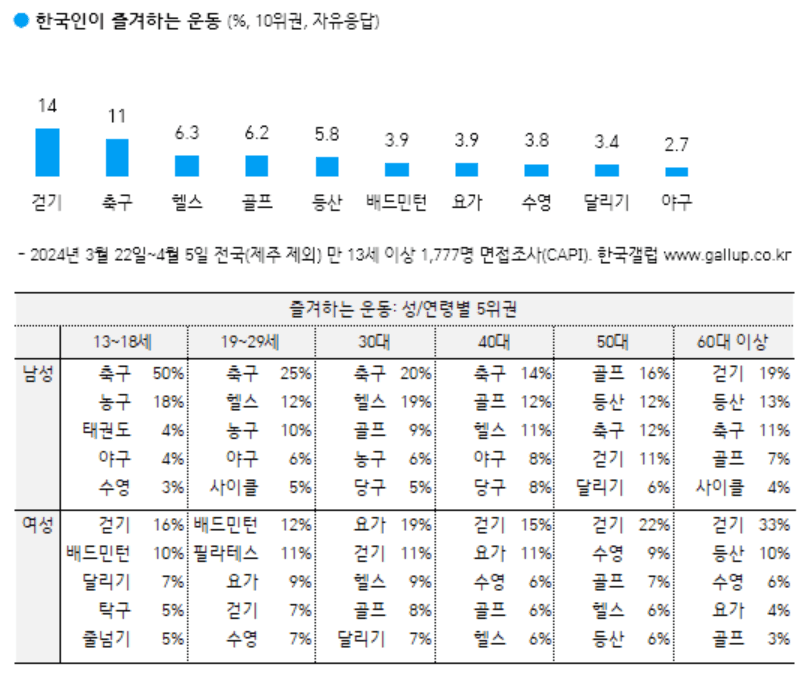 한국인이 즐겨하는 운동 (%, 10위권, 자유응답)
14 11 6.3 6.2 5.8 3.9 3.9 3.8 3.4 2.7
걷기 축구 헬스 골프 등산 배드민턴 요가 수영 달리기 야구
- 2024년 3월 22일~4월 5일 전국(제주 제외) 만 13세 이상 1,777명 면접조사(CAPI). 한국갤럽 www.gallup.co.kr
즐겨하는 운동: 성/연령별 5위권
13~18세 19~29세 30대 40대 50대 60대 이상
남성 축구 50% 축구 25% 축구 20% 축구 14% 골프 16% 걷기 19%
농구 18% 헬스 12% 헬스 19% 골프 12% 등산 12% 등산 13%
태권도 4% 농구 10% 골프 9% 헬스 11% 축구 12% 축구 11%
야구 4% 야구 6% 농구 6% 야구 8% 걷기 11% 골프 7%
수영 3% 사이클 5% 당구 5% 당구 8% 달리기 6% 사이클 4%
여성 걷기 16% 배드민턴 12% 요가 19% 걷기 15% 걷기 22% 걷기 33%
배드민턴 10% 필라테스 11% 걷기 11% 요가 11% 수영 9% 등산 10%
달리기 7% 요가 9% 헬스 9% 수영 6% 골프 7% 수영 6%
탁구 5% 걷기 7% 골프 8% 골프 6% 헬스 6% 요가 4%
줄넘기 5% 수영 7% 달리기 7% 헬스 6% 등산 6% 골프 3%